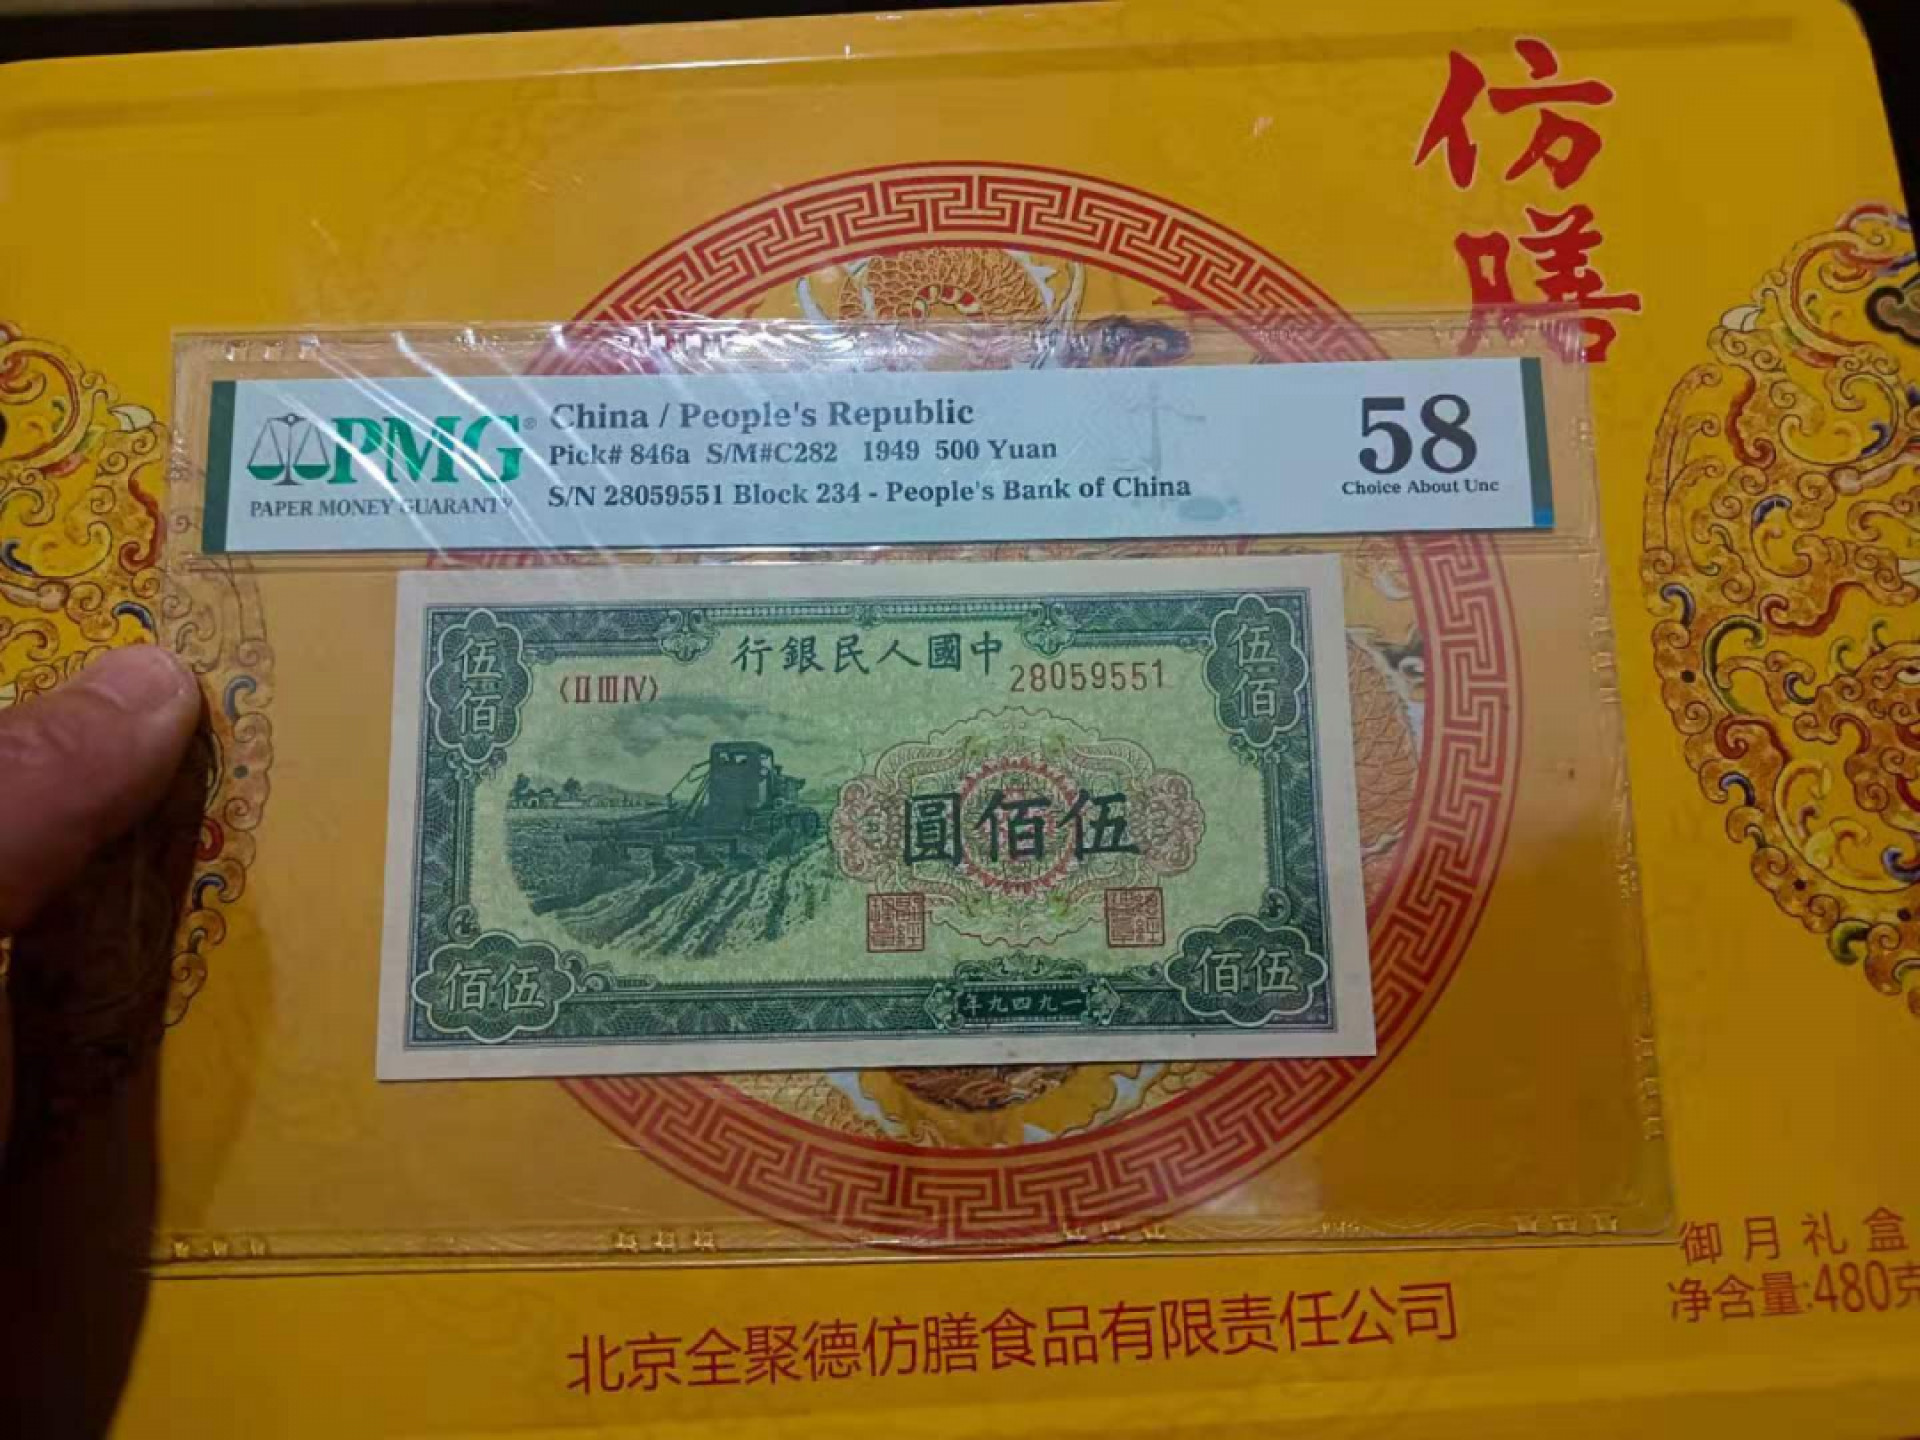 仿膳
PMG®
PAPER MONEY GUARANTY
China / People's Republic
Pick# 846a S/M#C282 1949 500 Yuan
S/N 28059551 Block 234 - People's Bank of China
58
Choice About Unc
行銀民人國中
〈ⅡⅢⅣ〉
28059551
伍佰
伍佰
圓佰伍
佰伍
佰伍
年九四九一
御月礼盒
净含量:480克
北京全聚德仿膳食品有限责任公司